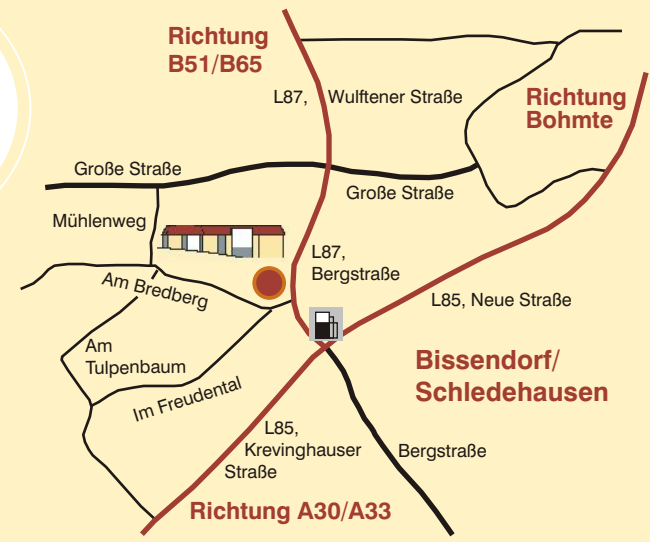 Richtung
B51/B65
L87, Wulftener Straße
Richtung
Bohmte
Große Straße
Große Straße
Mühlenweg
L87,
Bergstraße
Am Bredberg
L85, Neue Straße
Am
Tulpenbaum
Bissendorf/
Schledehausen
Im Freudental
L85,
Krevinghauser
Straße
Bergstraße
Richtung A30/A33